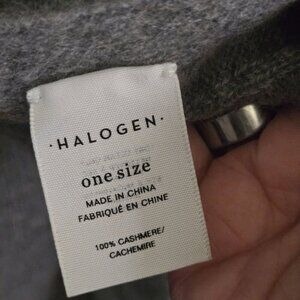 · HALOGEN ·
one size
MADE IN CHINA
FABRIQUÉ EN CHINE
100% CASHMERE/
CACHEMIRE